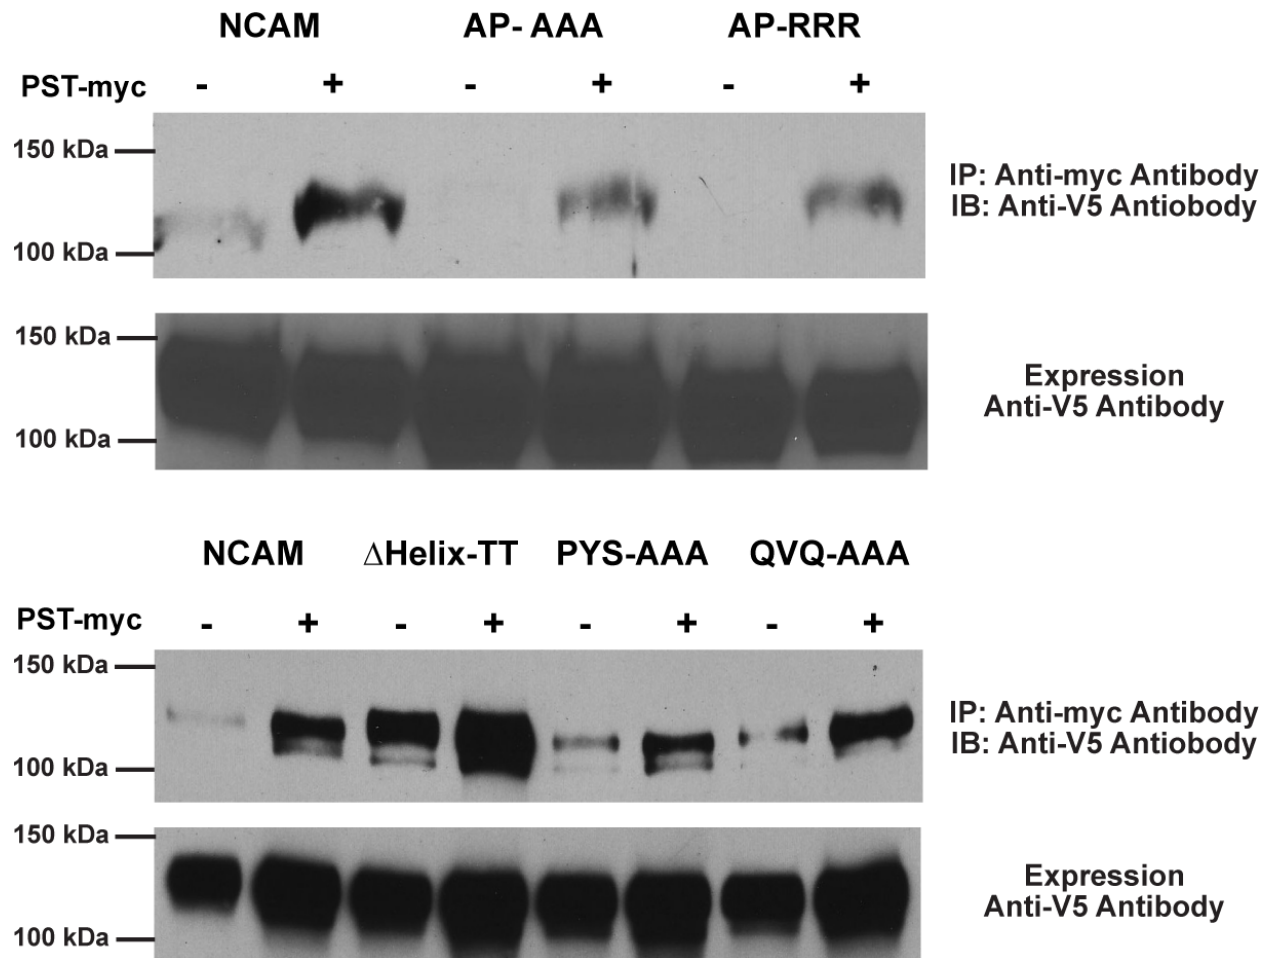 NCAM AP- AAA AP-RRR
PST-myc - + - + - +
150 kDa
100 kDa
IP: Anti-myc Antibody
IB: Anti-V5 Antiobody
150 kDa
100 kDa
Expression
Anti-V5 Antibody
NCAM ΔHelix-TT PYS-AAA QVQ-AAA
PST-myc - + - + - + - +
150 kDa
100 kDa
IP: Anti-myc Antibody
IB: Anti-V5 Antiobody
150 kDa
100 kDa
Expression
Anti-V5 Antibody